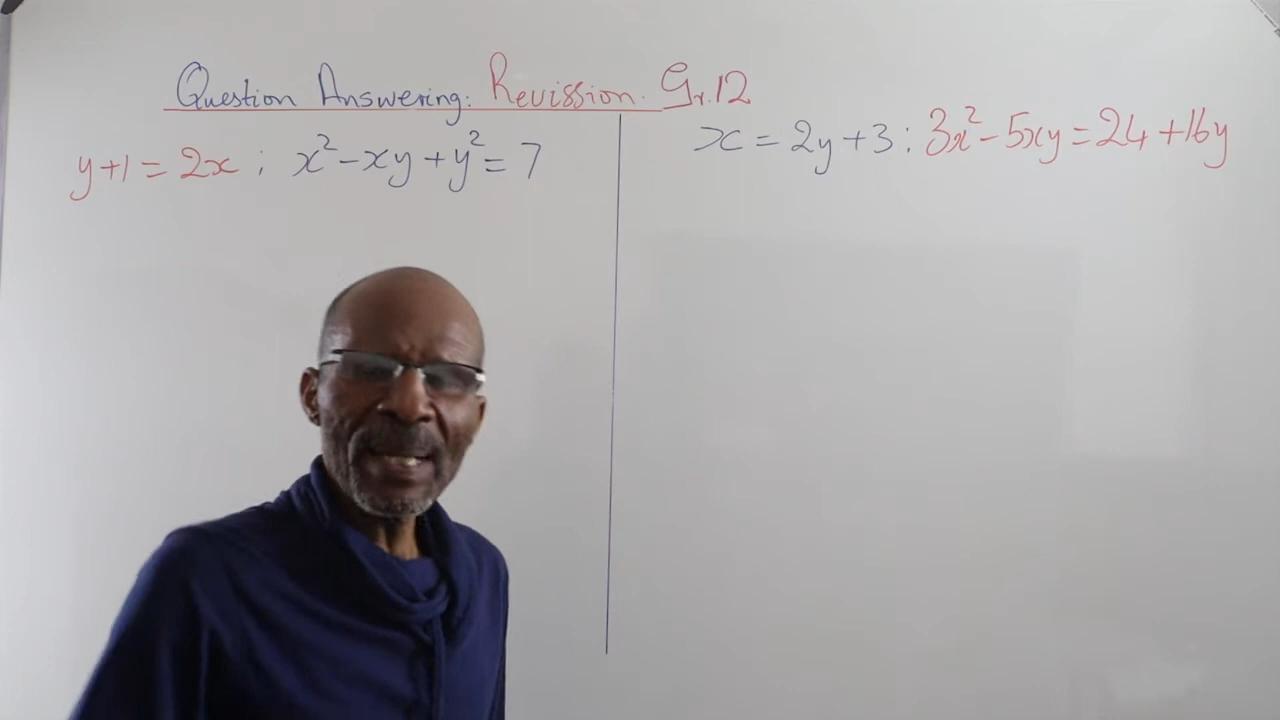 Question Answering: Revission. Gr.12
y+1 = 2x ; x²-xy+y² = 7
x = 2y+3 : 3x²-5xy = 24+16y